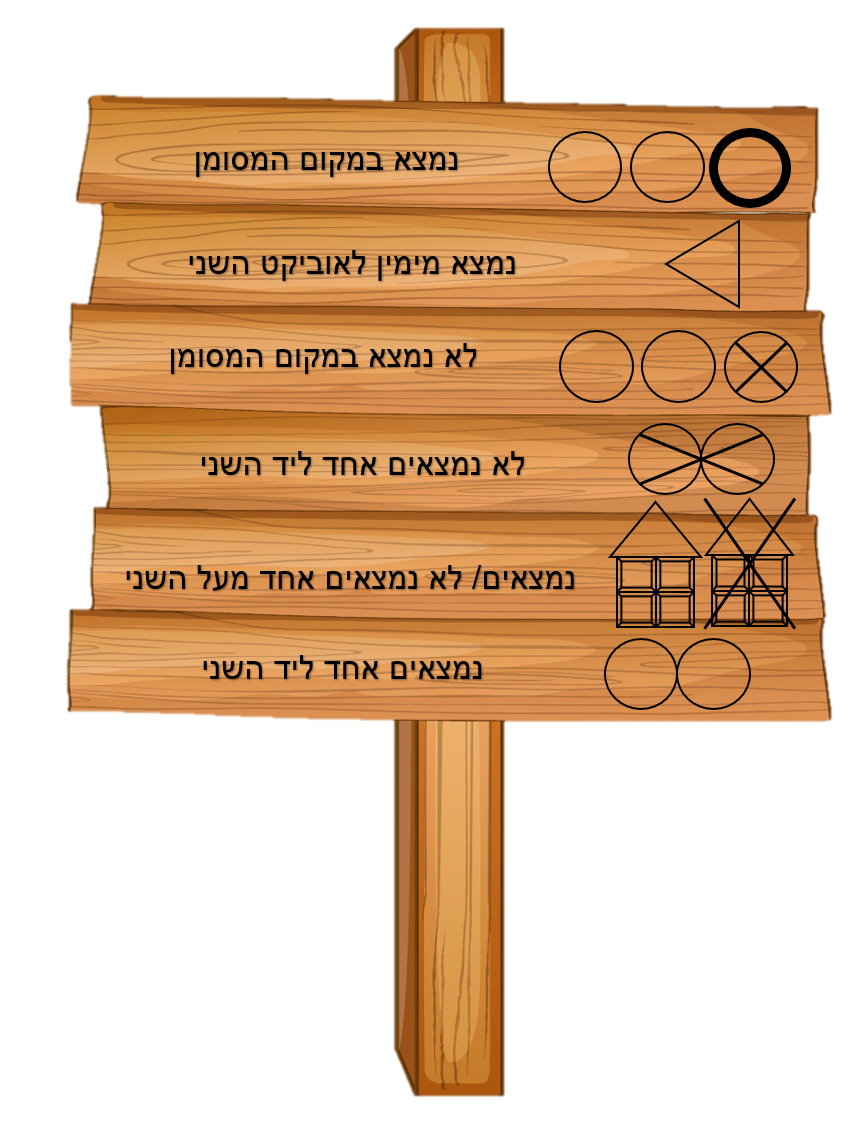 נמצא במקום המסומן
נמצא מימין לאוביקט השני
לא נמצא במקום המסומן
לא נמצאים אחד ליד השני
נמצאים/ לא נמצאים אחד מעל השני
נמצאים אחד ליד השני